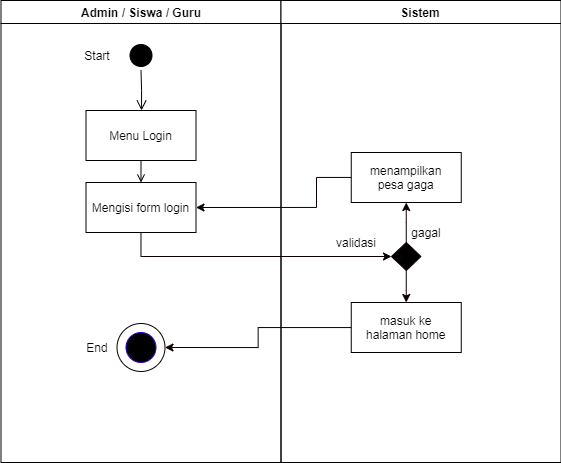 Admin / Siswa / Guru
Sistem
Start
Menu Login
menampilkan
pesa gaga
Mengisi form login
gagal
validasi
masuk ke
halaman home
End